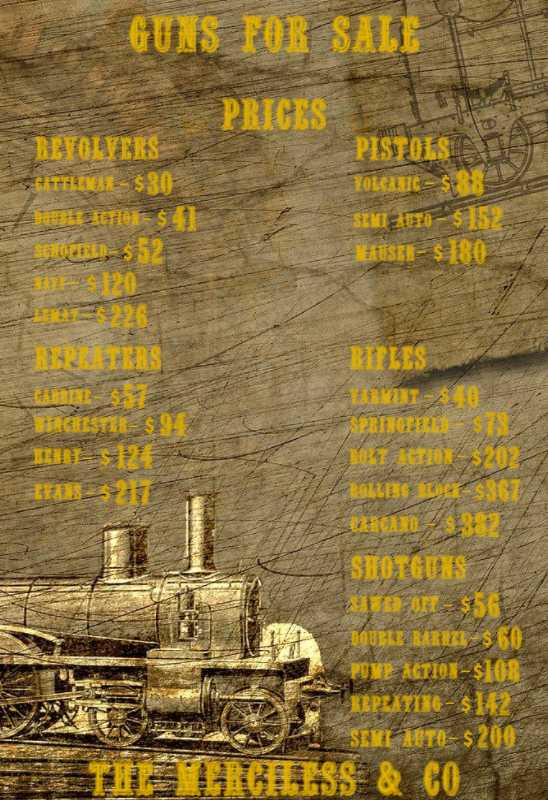 GUNS FOR SALE
PRICES
REVOLVERS
CATTLEMAN - $30
DOUBLE ACTION- $41
SCHOFIELD- $52
NAVY - $120
LEMAT - $226
PISTOLS
VOLCANIC - $88
SEMI AUTO - $152
MAUSER- $180
REPEATERS
CARBINE - $57
WINCHESTER- $94
HENRY- $124
EVANS - $217
RIFLES
VARMINT - $40
SPRINGFIELD - $73
BOLT ACTION - $202
ROLLING BLOCK -$367
CARCANO - $382
SHOTGUNS
SAWED OFF - $56
DOUBLE BARREL-$60
PUMP ACTION-$108
REPEATING - $142
SEMI AUTO-$200
THE MERCILESS & CO